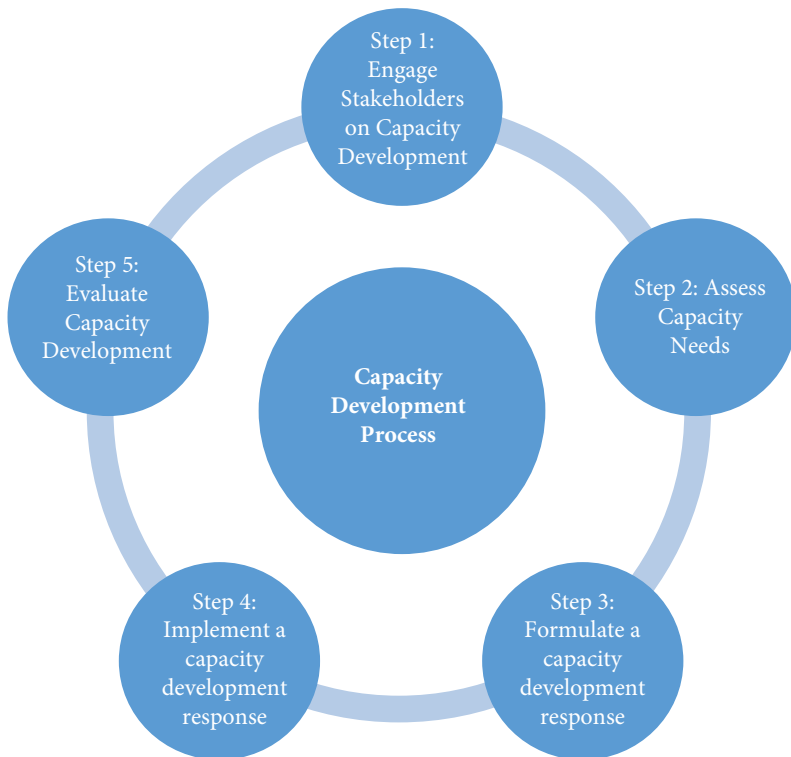 Step 1:
Engage
Stakeholders
on Capacity
Development
Step 2: Assess
Capacity
Needs
Step 3:
Formulate a
capacity
development
response
Step 4:
Implement a
capacity
development
response
Step 5:
Evaluate
Capacity
Development
Capacity
Development
Process